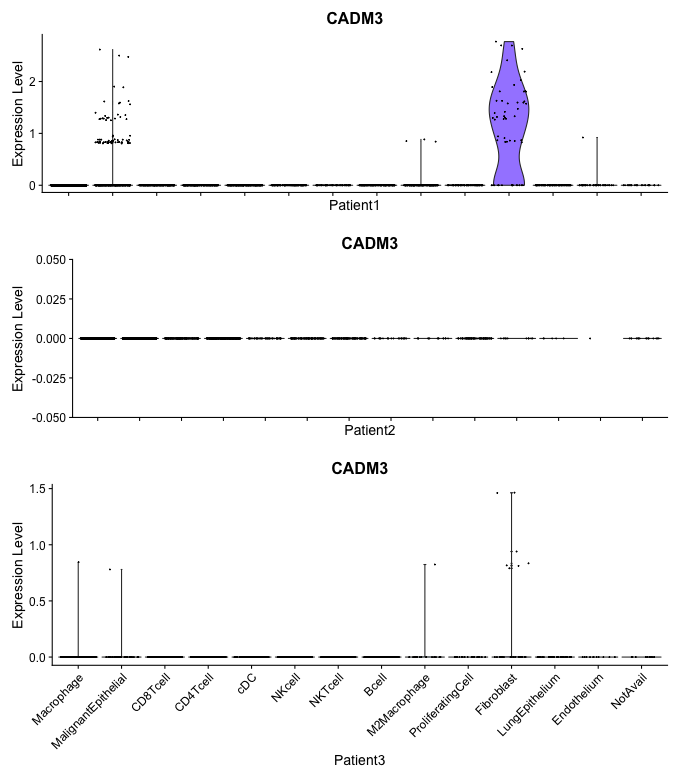 CADM3
Expression Level
2
1
0
Patient1
CADM3
Expression Level
0.050
0.025
0.000
-0.025
-0.050
Patient2
CADM3
Expression Level
1.5
1.0
0.5
0.0
Macrophage
MalignantEpithelial
CD8Tcell
CD4Tcell
cDC
NKcell
NKTcell
Bcell
M2Macrophage
ProliferatingCell
Fibroblast
LungEpithelium
Endothelium
NotAvail
Patient3